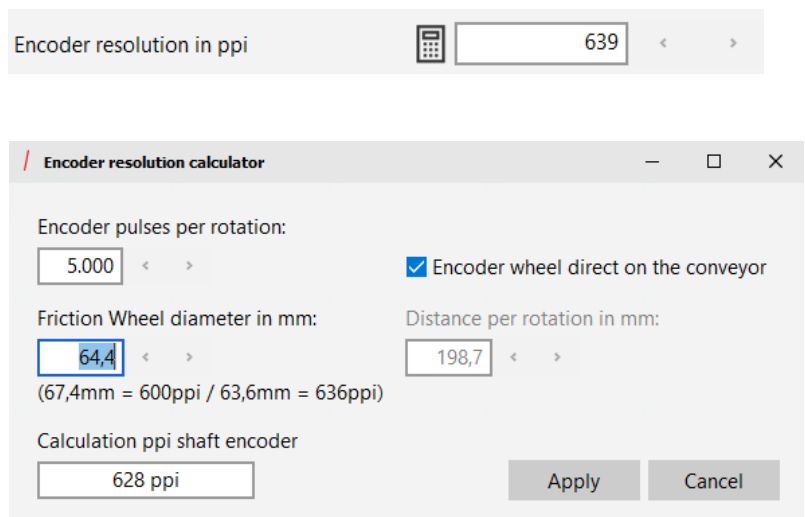 Encoder resolution in ppi 639
Encoder resolution calculator
Encoder pulses per rotation:
5.000
Encoder wheel direct on the conveyor
Friction Wheel diameter in mm:
Distance per rotation in mm:
64,4
198,7
(67,4mm = 600ppi / 63,6mm = 636ppi)
Calculation ppi shaft encoder
628 ppi
Apply
Cancel